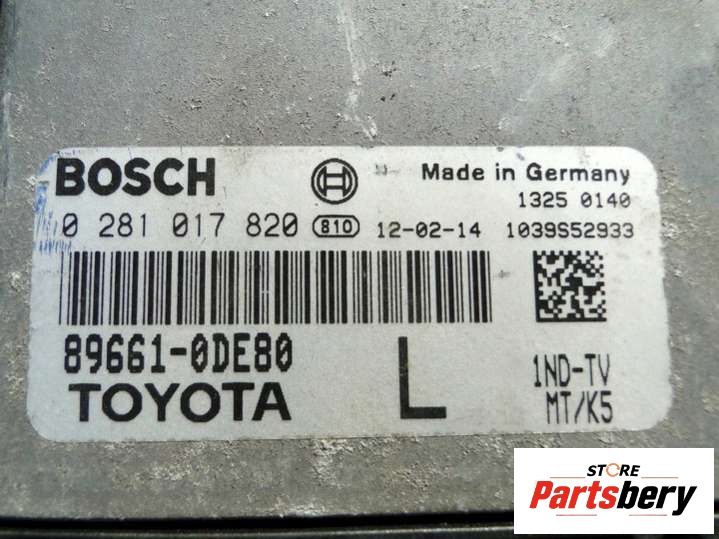 BOSCH
Made in Germany
1325 0140
0 281 017 820 810 12-02-14 1039S52933
89661-0DE80
TOYOTA
L
1ND-TV
MT/K5
STORE
Partsbery